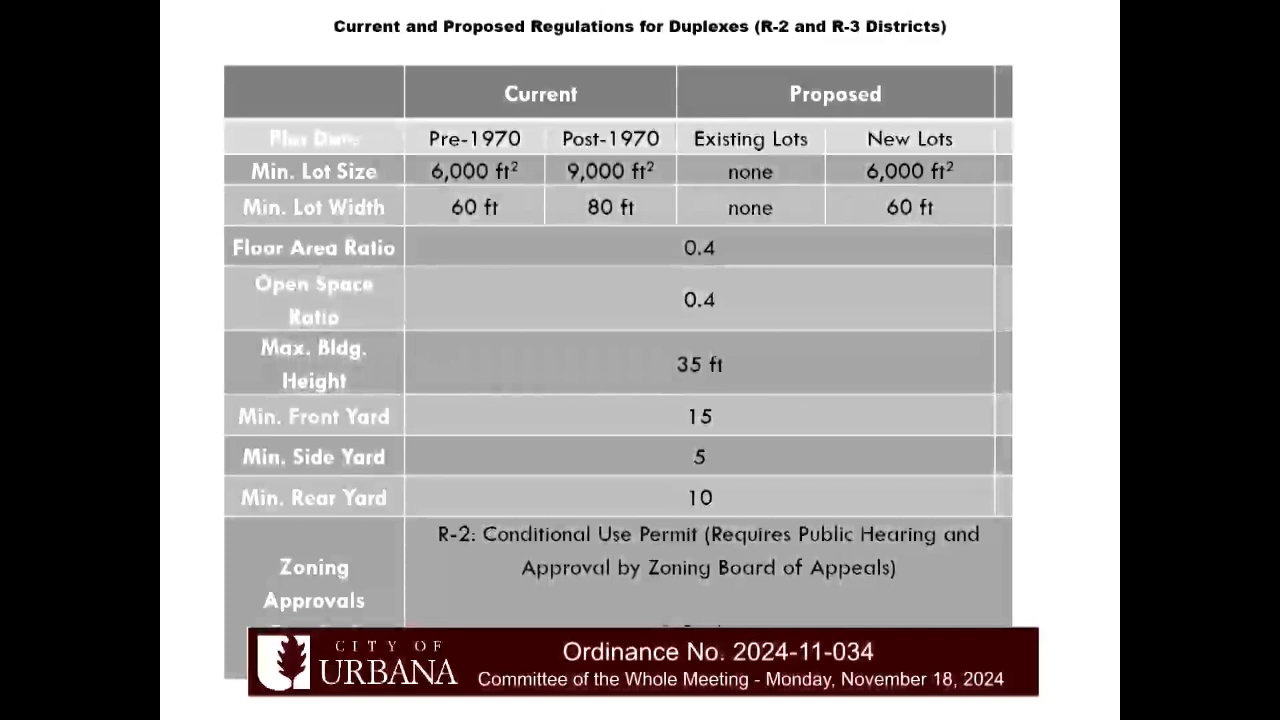 Current and Proposed Regulations for Duplexes (R-2 and R-3 Districts)
Current Proposed
Pre-1970 Post-1970 Existing Lots New Lots
Min. Lot Size 6,000 ft² 9,000 ft² none 6,000 ft²
Min. Lot Width 60 ft 80 ft none 60 ft
Floor Area Ratio 0.4
Open Space
Ratio
0.4
Max. Bldg.
Height
35 ft
Min. Front Yard 15
Min. Side Yard 5
Min. Rear Yard 10
Zoning
Approvals
R-2: Conditional Use Permit (Requires Public Hearing and
Approval by Zoning Board of Appeals)
CITY OF
URBANA
Ordinance No. 2024-11-034
Committee of the Whole Meeting - Monday, November 18, 2024